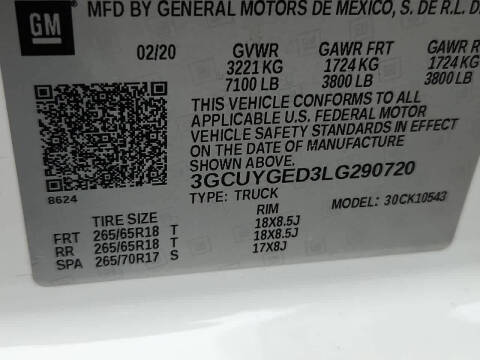 GM
MFD BY GENERAL MOTORS DE MEXICO, S. DE R.L. D
02/20 GVWR GAWR FRT GAWR RR
3221 KG 1724 KG 1724 KG
7100 LB 3800 LB 3800 LB
THIS VEHICLE CONFORMS TO ALL
APPLICABLE U.S. FEDERAL MOTOR
VEHICLE SAFETY STANDARDS IN EFFECT
ON THE DATE OF MANUFACTURE SHOWN ABOVE.
3GCUYGED3LG290720
8624
TYPE: TRUCK MODEL: 30CK10543
TIRE SIZE RIM
FRT 265/65R18 T 18X8.5J
RR 265/65R18 T 18X8.5J
SPA 265/70R17 S 17X8J